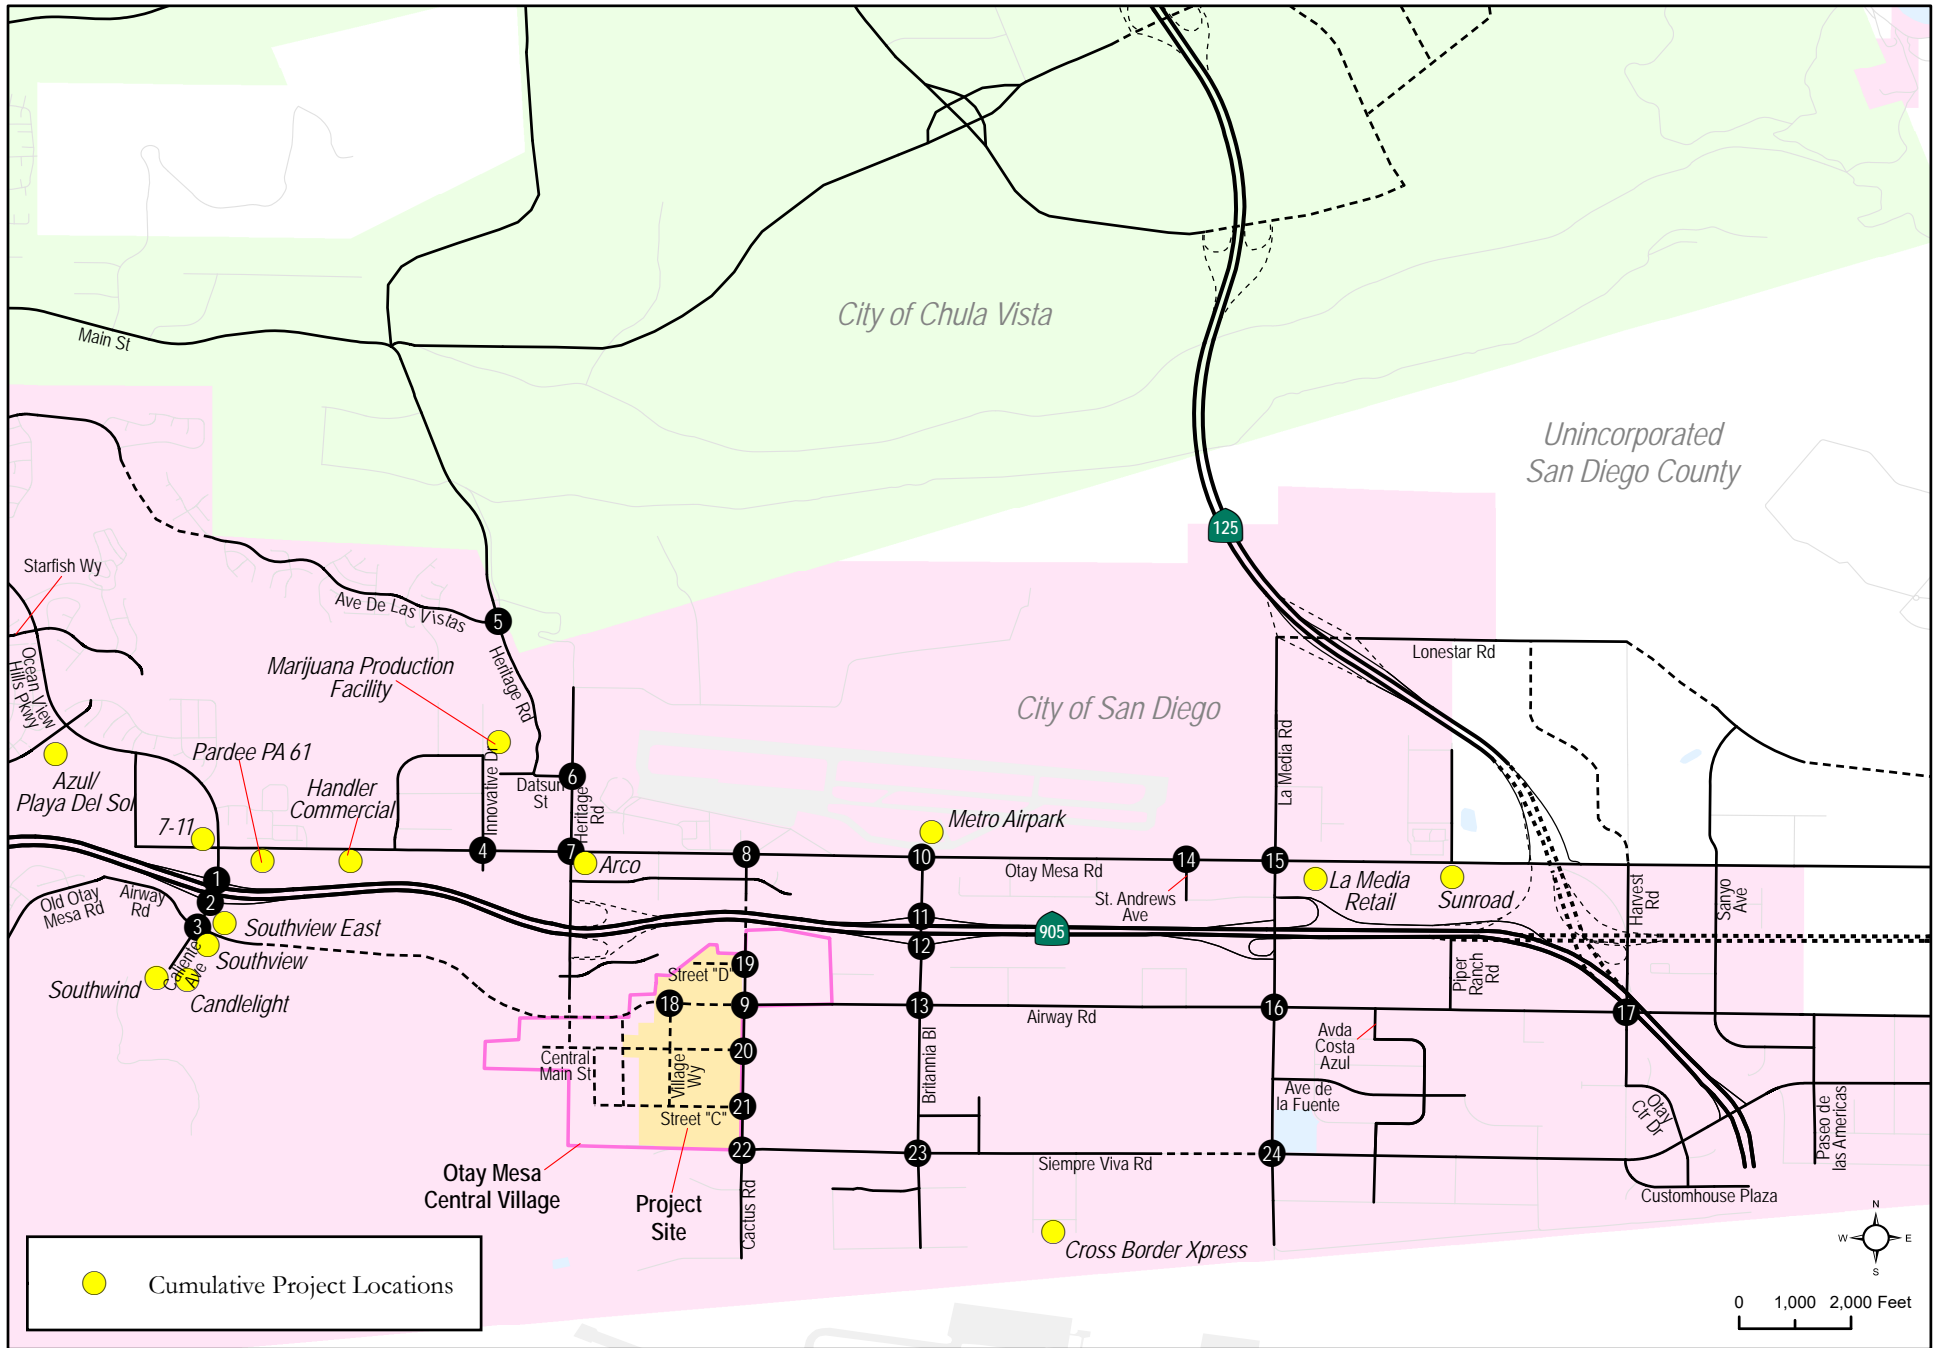 City of Chula Vista
Main St
Unincorporated
San Diego County
125
Starfish Wy
Ave De Las Vistas
5
Ocean View
Hills Pkwy
Heritage Rd
Marijuana Production
Facility
Lonestar Rd
City of San Diego
La Media Rd
Pardee PA 61
Azul/
Playa Del Sol
Handler
Commercial
Innovative Dr
Datsun
St
6
Heritage
Rd
7-11
Metro Airpark
4
7
Arco
8
10
14
15
Otay Mesa Rd
1
2
3
Old Otay
Mesa Rd
Airway
Rd
St. Andrews
Ave
La Media
Retail
Sunroad
Harvest
Rd
Sanyo
Ave
Southview East
11
905
12
Southview
Caliente
Ave
Southwind
Candlelight
Street "D"
19
Piper
Ranch
Rd
18
9
13
Airway Rd
16
17
Central
Main St
Village
Wy
20
Britannia Bl
Avda
Costa
Azul
Ave de
la Fuente
21
Street "C"
Otay
Ctr Dr
Paseo de
las Americas
22
23
Siempre Viva Rd
24
Otay Mesa
Central Village
Project
Site
Cactus Rd
Customhouse Plaza
Cross Border Xpress
N
W
E
S
Cumulative Project Locations
0 1,000 2,000 Feet